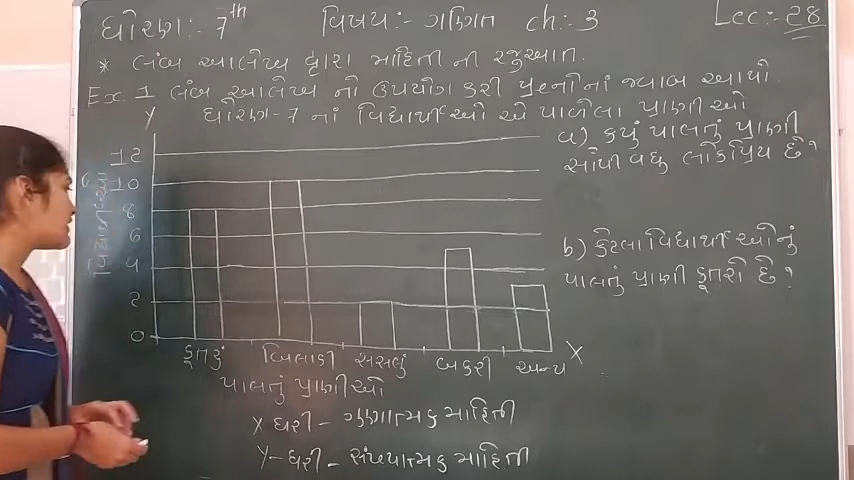 ધોરણ:- 7th વિષય:- ગણિત ch:- 3 Lec:- ૨8
* લંબ આલેખ દ્વારા માહિતી ની રજુઆત.
Ex. 1 લંબ આલેખ નો ઉપયોગ કરી પ્રશ્નોનાં જવાબ આપો
ધોરણ-7 નાં વિદ્યાર્થીઓ એ પાળેલા પ્રાણીઓ
Y
12
10
8
6
4
2
0
X
કૂતરું બિલાડી સસલું બકરી અન્ય
પાલતું પ્રાણીઓ
X ધરી - ગુણાત્મક માહિતી
Y - ધરી - સંખ્યાત્મક માહિતી
a) કયું પાલતું પ્રાણી
સૌથી વધુ લોકપ્રિય છે?
b) કેટલા વિદ્યાર્થીઓનું
પાલતું પ્રાણી કૂતરો છે?